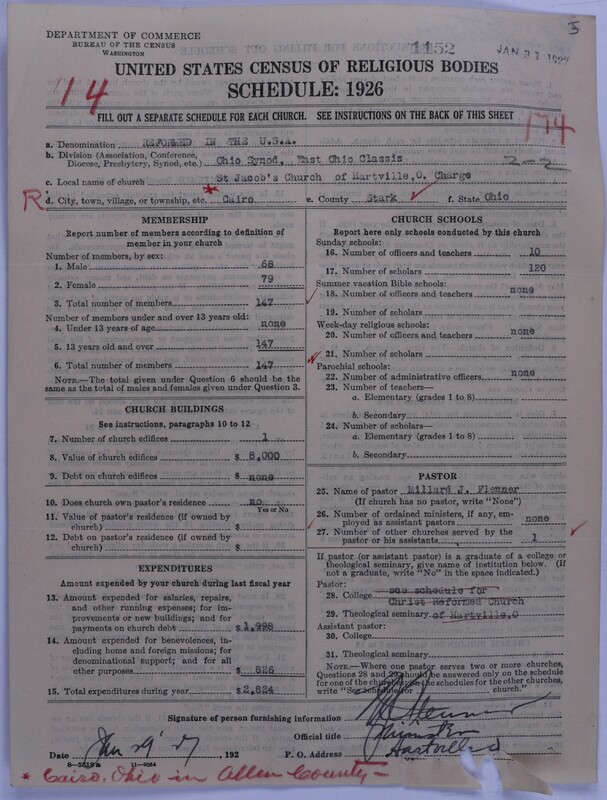 5
DEPARTMENT OF COMMERCE
BUREAU OF THE CENSUS
WASHINGTON
1152
JAN 31 192
UNITED STATES CENSUS OF RELIGIOUS BODIES
14
SCHEDULE: 1926
FILL OUT A SEPARATE SCHEDULE FOR EACH CHURCH. SEE INSTRUCTIONS ON THE BACK OF THIS SHEET
174
a. Denomination REFORMED IN THE U.S.A.
b. Division (Association, Conference, Diocese, Presbytery, Synod, etc.) Ohio Synod, East Ohio Classis
2-2
c. Local name of church St Jacob's Church of Hartville,O. Charge
R d. City, town, village, or township, etc. * Cairo e. County Stark f. State Ohio
MEMBERSHIP
Report number of members according to definition of
member in your church
Number of members, by sex:
1. Male 68
2. Female 79
3. Total number of members 147
Number of members under and over 13 years old:
4. Under 13 years of age none
5. 13 years old and over 147
6. Total number of members 147
NOTE.—The total given under Question 6 should be the
same as the total of males and females given under Question 3.
CHURCH BUILDINGS
See instructions, paragraphs 10 to 12
7. Number of church edifices 1
8. Value of church edifices $ 8,000
9. Debt on church edifices $ none
10. Does church own pastor's residence no
Yes or No
11. Value of pastor's residence (if owned by
church) $
12. Debt on pastor's residence (if owned by
church) $
EXPENDITURES
Amount expended by your church during last fiscal year
13. Amount expended for salaries, repairs,
and other running expenses; for im-
provements or new buildings; and for
payments on church debt $ 1,998
14. Amount expended for benevolences, in-
cluding home and foreign missions; for
denominational support; and for all
other purposes $ 826
15. Total expenditures during year $ 2,824
CHURCH SCHOOLS
Report here only schools conducted by this church
Sunday schools:
16. Number of officers and teachers 10
17. Number of scholars 120
Summer vacation Bible schools:
18. Number of officers and teachers none
19. Number of scholars
Week-day religious schools:
20. Number of officers and teachers none
21. Number of scholars
Parochial schools:
22. Number of administrative officers none
23. Number of teachers—
a. Elementary (grades 1 to 8)
b. Secondary
24. Number of scholars—
a. Elementary (grades 1 to 8)
b. Secondary
PASTOR
25. Name of pastor Millard J. Flenner
(If church has no pastor, write "None")
26. Number of ordained ministers, if any, em-
ployed as assistant pastors none
27. Number of other churches served by the
pastor or his assistants 1
If pastor (or assistant pastor) is a graduate of a college or
theological seminary, give name of institution below. (If
not a graduate, write "No" in the space indicated.)
Pastor:
28. College see schedule for
Christ Reformed Church
29. Theological seminary of Hartville,O
Assistant pastor:
30. College
31. Theological seminary
NOTE.—Where one pastor serves two or more churches,
Questions 28 and 29 should be answered only on the schedule
for one of the churches; on the schedules for the other churches,
write "See schedule for church."
Signature of person furnishing information M J Flenner
Official title
Date Jan 29 27, 192 P. O. Address Hartville O
8—5519a 11—9034
* Cairo, Ohio in Allen County—